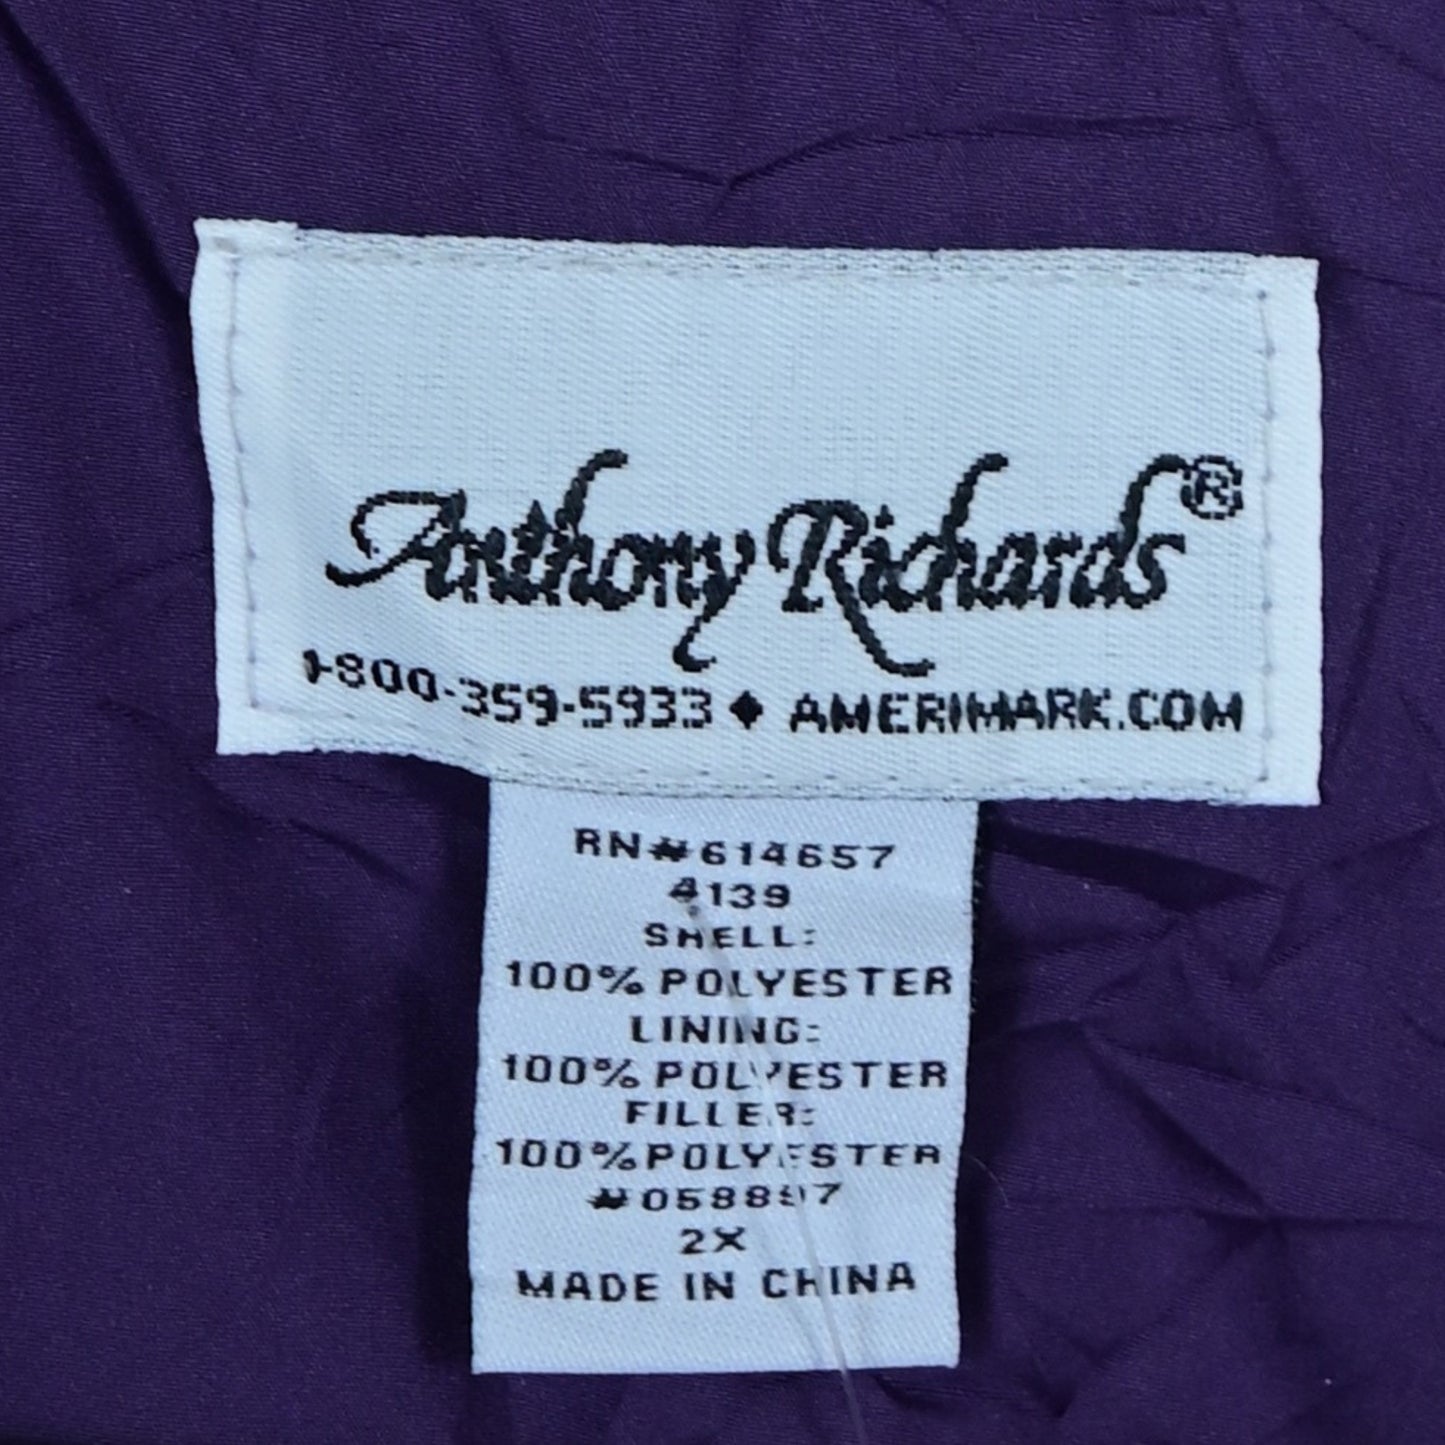 Anthony Richards®
1-800-359-5933 ◆ AMERIMARK.COM
RN#614657
4139
SHELL:
100% POLYESTER
LINING:
100% POLYESTER
FILLER:
100% POLYESTER
#058897
2X
MADE IN CHINA